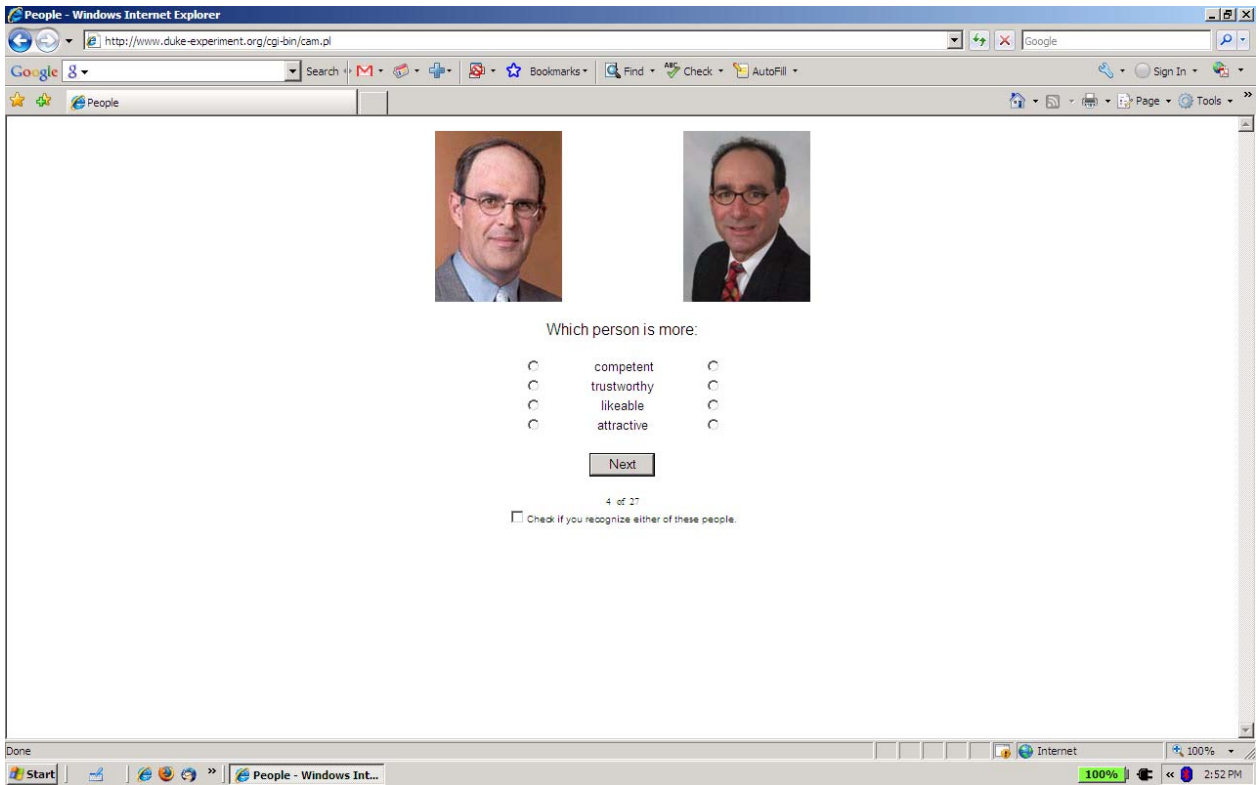 People - Windows Internet Explorer
http://www.duke-experiment.org/cgi-bin/cam.pl
Google
Google
Search
Bookmarks
Find
ABC Check
AutoFill
Sign In
People
Page
Tools
Which person is more:
competent
trustworthy
likeable
attractive
Next
4 of 27
Check if you recognize either of these people.
Done
Internet
100%
Start
People - Windows Int...
100%
2:52 PM